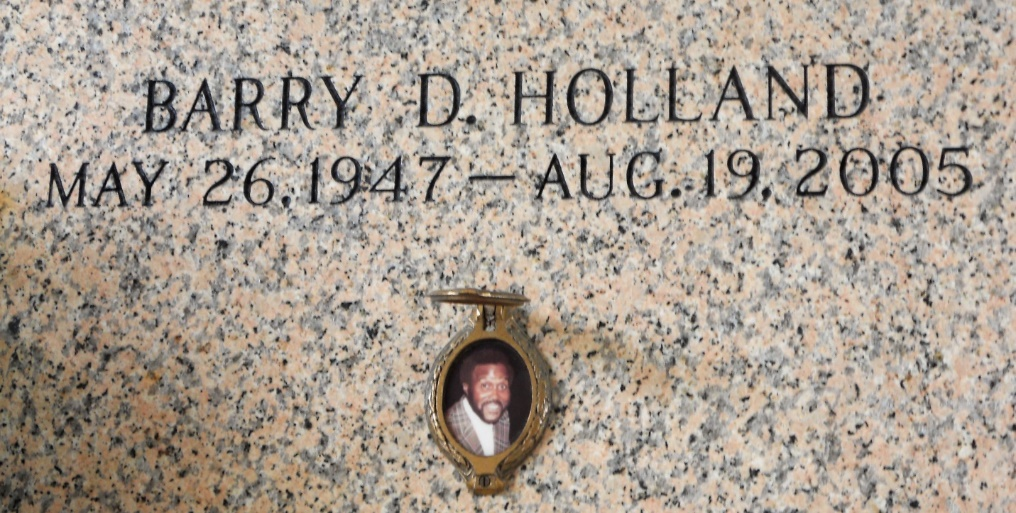 BARRY D. HOLLAND
MAY 26, 1947 – AUG. 19, 2005